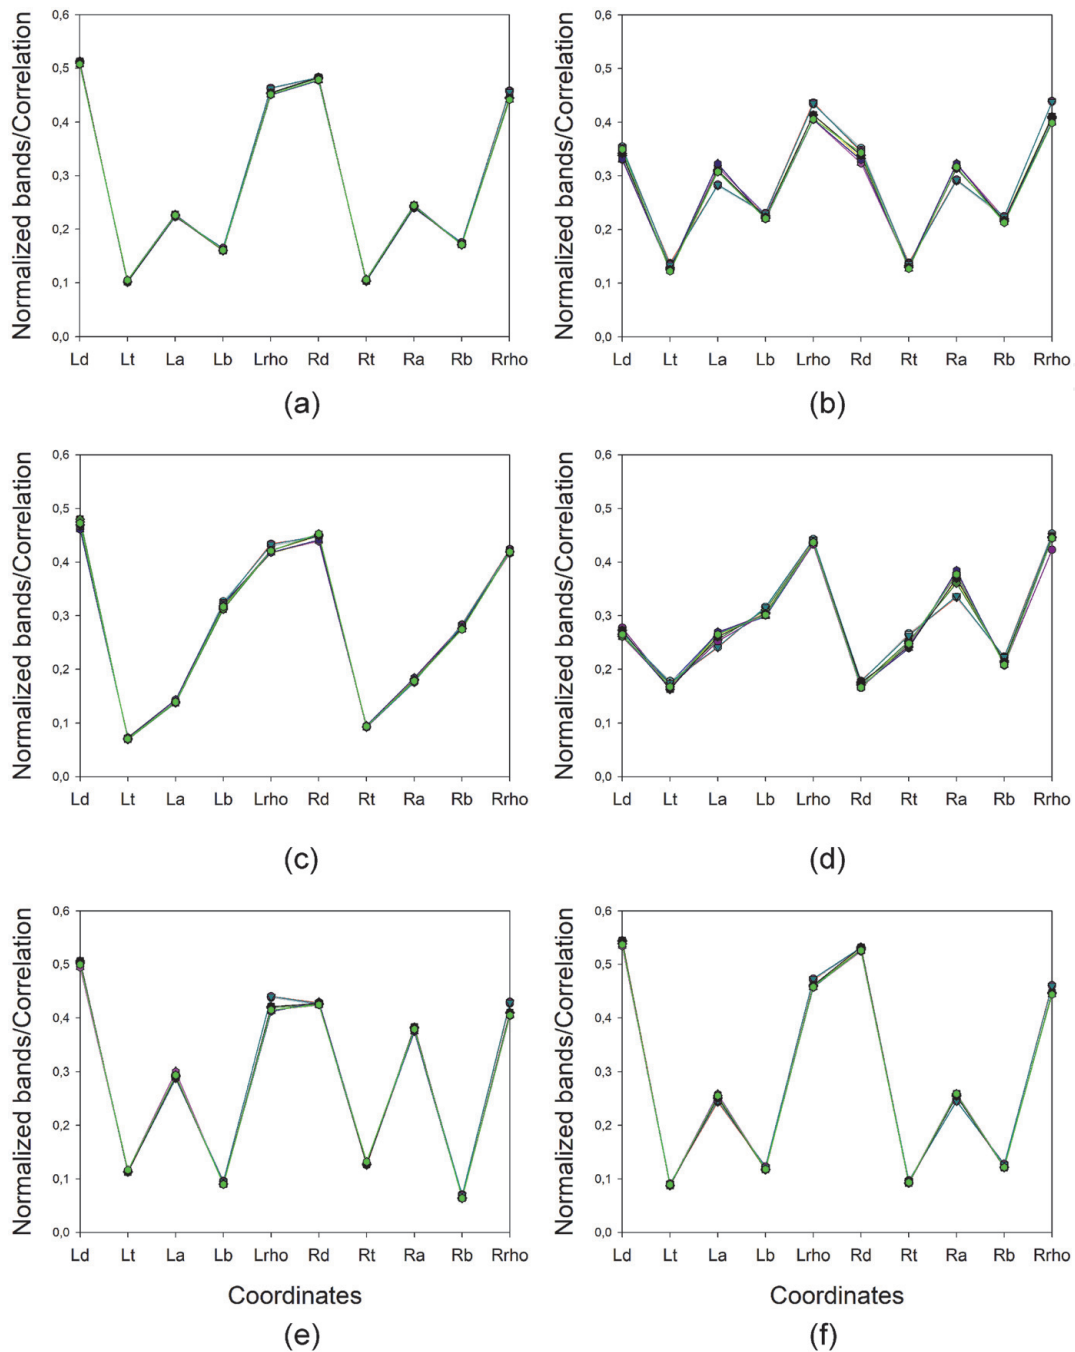 Normalized bands/Correlation
0,6
0,5
0,4
0,3
0,2
0,1
0,0
Ld Lt La Lb Lrho Rd Rt Ra Rb Rrho
(a)
Normalized bands/Correlation
0,6
0,5
0,4
0,3
0,2
0,1
0,0
Ld Lt La Lb Lrho Rd Rt Ra Rb Rrho
(b)
Normalized bands/Correlation
0,6
0,5
0,4
0,3
0,2
0,1
0,0
Ld Lt La Lb Lrho Rd Rt Ra Rb Rrho
(c)
Normalized bands/Correlation
0,6
0,5
0,4
0,3
0,2
0,1
0,0
Ld Lt La Lb Lrho Rd Rt Ra Rb Rrho
(d)
Normalized bands/Correlation
0,6
0,5
0,4
0,3
0,2
0,1
0,0
Ld Lt La Lb Lrho Rd Rt Ra Rb Rrho
Coordinates
(e)
Normalized bands/Correlation
0,6
0,5
0,4
0,3
0,2
0,1
0,0
Ld Lt La Lb Lrho Rd Rt Ra Rb Rrho
Coordinates
(f)